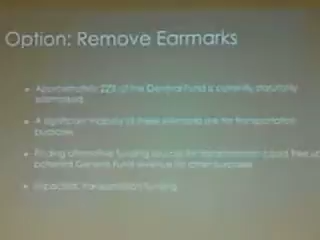 Option: Remove Earmarks
Approximately 22% of the General Fund is currently statutorily
earmarked.
A significant majority of these earmarks are for transportation
purposes
Finding alternative funding sources for transportation could free up
potential General Fund revenue for other purposes
transportation funding